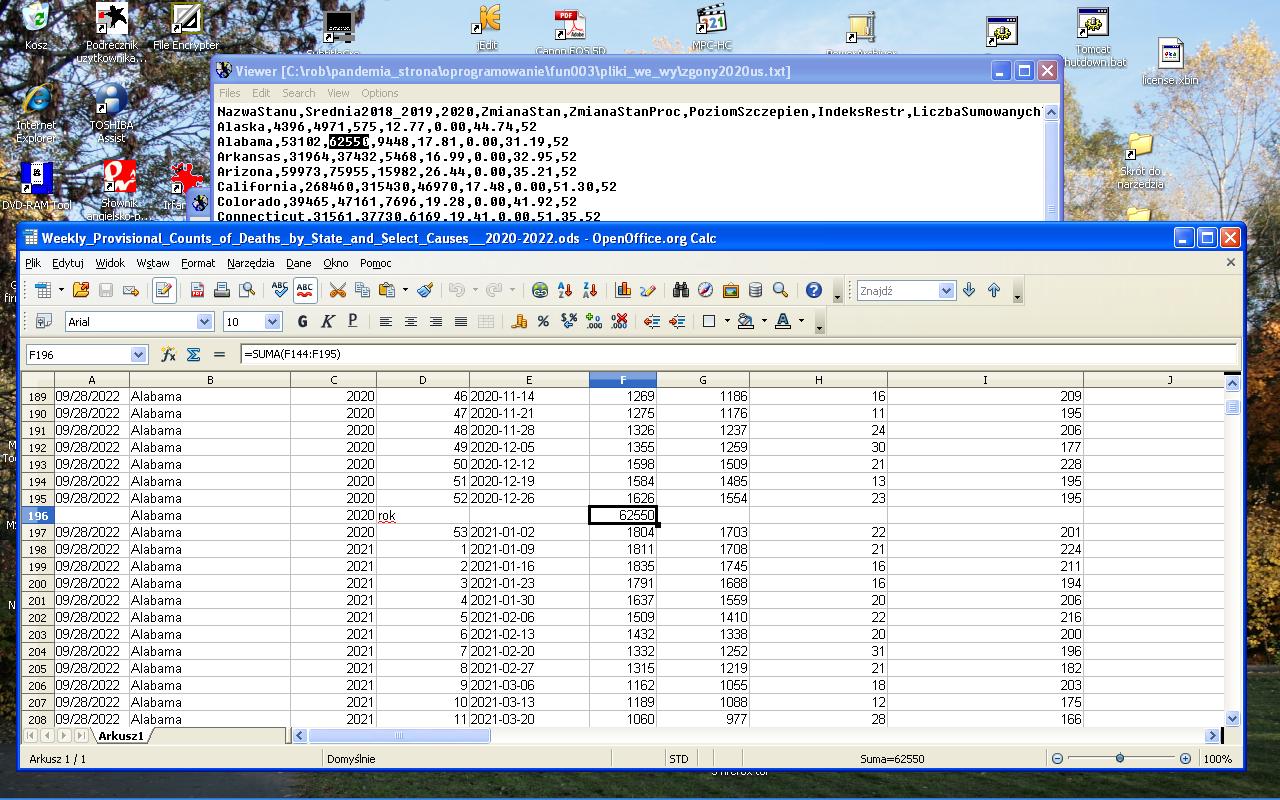 Kosz
Podręcznik użytkownika...
File Encrypter
jEdit
Canon EOS 5D
MPC-HC
Tomcat
hutdown.bat
license.xbin
Internet Explorer
TOSHIBA Assist
DVD-RAM Tool
Słownik angielsko-p...
Skrót do narzędzia
Viewer [C:\rob\pandemia_strona\oprogramowanie\fun003\pliki_we_wy\zgony2020us.txt]
Files Edit Search View Options
NazwaStanu,Srednia2018_2019,2020,ZmianaStan,ZmianaStanProc,PoziomSzczepien,IndeksRestr,LiczbaSumowanych
Alaska,4396,4971,575,12.77,0.00,44.74,52
Alabama,53102,62550,9448,17.81,0.00,31.19,52
Arkansas,31964,37432,5468,16.99,0.00,32.95,52
Arizona,59973,75955,15982,26.44,0.00,35.21,52
California,268460,315430,46970,17.48,0.00,51.30,52
Colorado,39465,47161,7696,19.28,0.00,41.92,52
Connecticut,31561,37730,6169,19.41,0.00,51.35,52
Weekly_Provisional_Counts_of_Deaths_by_State_and_Select_Causes__2020-2022.ods - OpenOffice.org Calc
Plik Edytuj Widok Wstaw Format Narzędzia Dane Okno Pomoc
Znajdź
Arial 10 G K P
F196 =SUMA(F144:F195)
A B C D E F G H I J
189 09/28/2022 Alabama 2020 46 2020-11-14 1269 1186 16 209
190 09/28/2022 Alabama 2020 47 2020-11-21 1275 1176 11 195
191 09/28/2022 Alabama 2020 48 2020-11-28 1326 1237 24 206
192 09/28/2022 Alabama 2020 49 2020-12-05 1355 1259 30 177
193 09/28/2022 Alabama 2020 50 2020-12-12 1598 1509 21 228
194 09/28/2022 Alabama 2020 51 2020-12-19 1584 1485 13 195
195 09/28/2022 Alabama 2020 52 2020-12-26 1626 1554 23 195
196 Alabama 2020 rok 62550
197 09/28/2022 Alabama 2020 53 2021-01-02 1804 1703 22 201
198 09/28/2022 Alabama 2021 1 2021-01-09 1811 1708 21 224
199 09/28/2022 Alabama 2021 2 2021-01-16 1835 1745 16 211
200 09/28/2022 Alabama 2021 3 2021-01-23 1791 1688 16 194
201 09/28/2022 Alabama 2021 4 2021-01-30 1637 1559 20 206
202 09/28/2022 Alabama 2021 5 2021-02-06 1509 1410 22 216
203 09/28/2022 Alabama 2021 6 2021-02-13 1432 1338 20 200
204 09/28/2022 Alabama 2021 7 2021-02-20 1332 1252 31 196
205 09/28/2022 Alabama 2021 8 2021-02-27 1315 1219 21 182
206 09/28/2022 Alabama 2021 9 2021-03-06 1162 1055 18 203
207 09/28/2022 Alabama 2021 10 2021-03-13 1189 1088 12 175
208 09/28/2022 Alabama 2021 11 2021-03-20 1060 977 28 166
Arkusz1
Arkusz 1 / 1 Domyślnie STD Suma=62550 100%